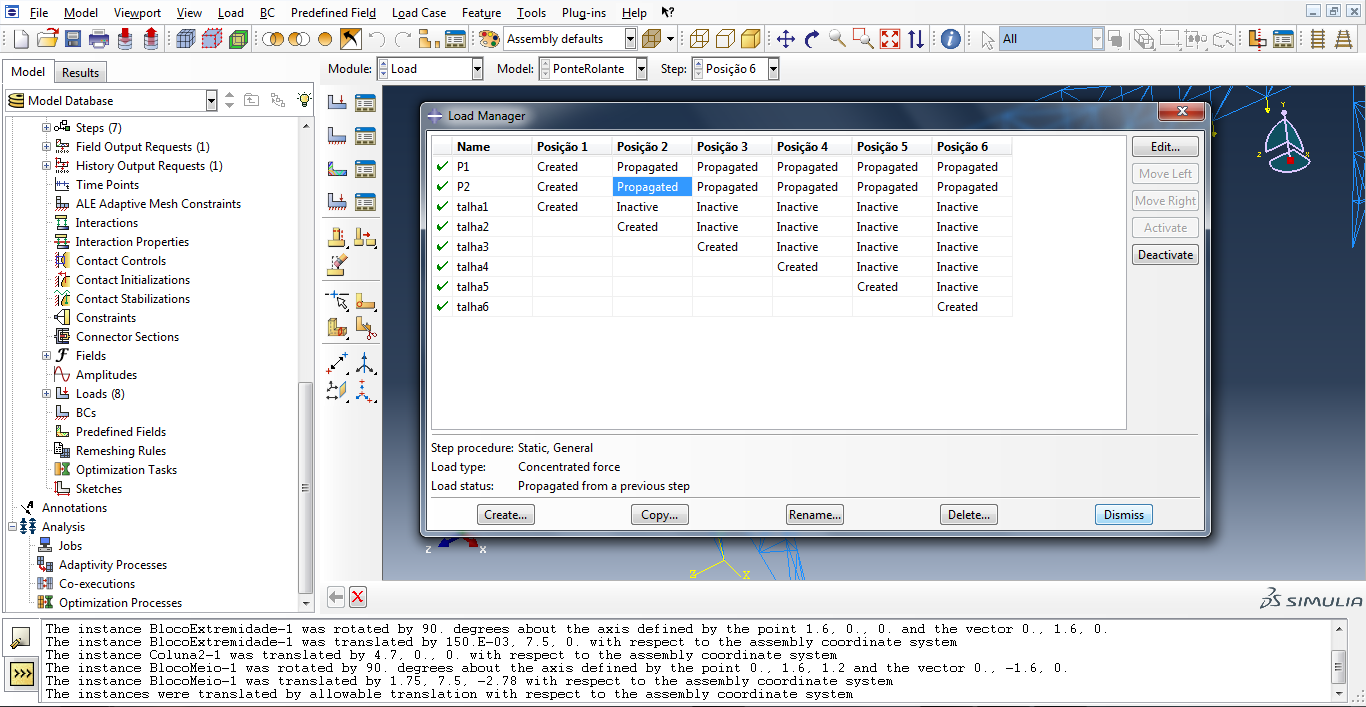 File Model Viewport View Load BC Predefined Field Load Case Feature Tools Plug-ins Help
Assembly defaults All
Model Results
Module: Load Model: PonteRolante Step: Posição 6
Model Database
Steps (7)
Field Output Requests (1)
History Output Requests (1)
Time Points
ALE Adaptive Mesh Constraints
Interactions
Interaction Properties
Contact Controls
Contact Initializations
Contact Stabilizations
Constraints
Connector Sections
Fields
Amplitudes
Loads (8)
BCs
Predefined Fields
Remeshing Rules
Optimization Tasks
Sketches
Annotations
Analysis
Jobs
Adaptivity Processes
Co-executions
Optimization Processes
Load Manager
Name Posição 1 Posição 2 Posição 3 Posição 4 Posição 5 Posição 6
P1 Created Propagated Propagated Propagated Propagated Propagated
P2 Created Propagated Propagated Propagated Propagated Propagated
talha1 Created Inactive Inactive Inactive Inactive Inactive
talha2 Created Inactive Inactive Inactive Inactive
talha3 Created Inactive Inactive Inactive
talha4 Created Inactive Inactive
talha5 Created Inactive
talha6 Created
Edit...
Move Left
Move Right
Activate
Deactivate
Step procedure: Static, General
Load type: Concentrated force
Load status: Propagated from a previous step
Create... Copy... Rename... Delete... Dismiss
Y
Z X
Z X
Z X
SIMULIA
The instance BlocoExtremidade-1 was rotated by 90. degrees about the axis defined by the point 1.6, 0., 0. and the vector 0., 1.6, 0.
The instance BlocoExtremidade-1 was translated by 150.E-03, 7.5, 0. with respect to the assembly coordinate system
The instance Coluna2-1 was translated by 4.7, 0., 0. with respect to the assembly coordinate system
The instance BlocoMeio-1 was rotated by 90. degrees about the axis defined by the point 0., 1.6, 1.2 and the vector 0., -1.6, 0.
The instance BlocoMeio-1 was translated by 1.75, 7.5, -2.78 with respect to the assembly coordinate system
The instances were translated by allowable translation with respect to the assembly coordinate system